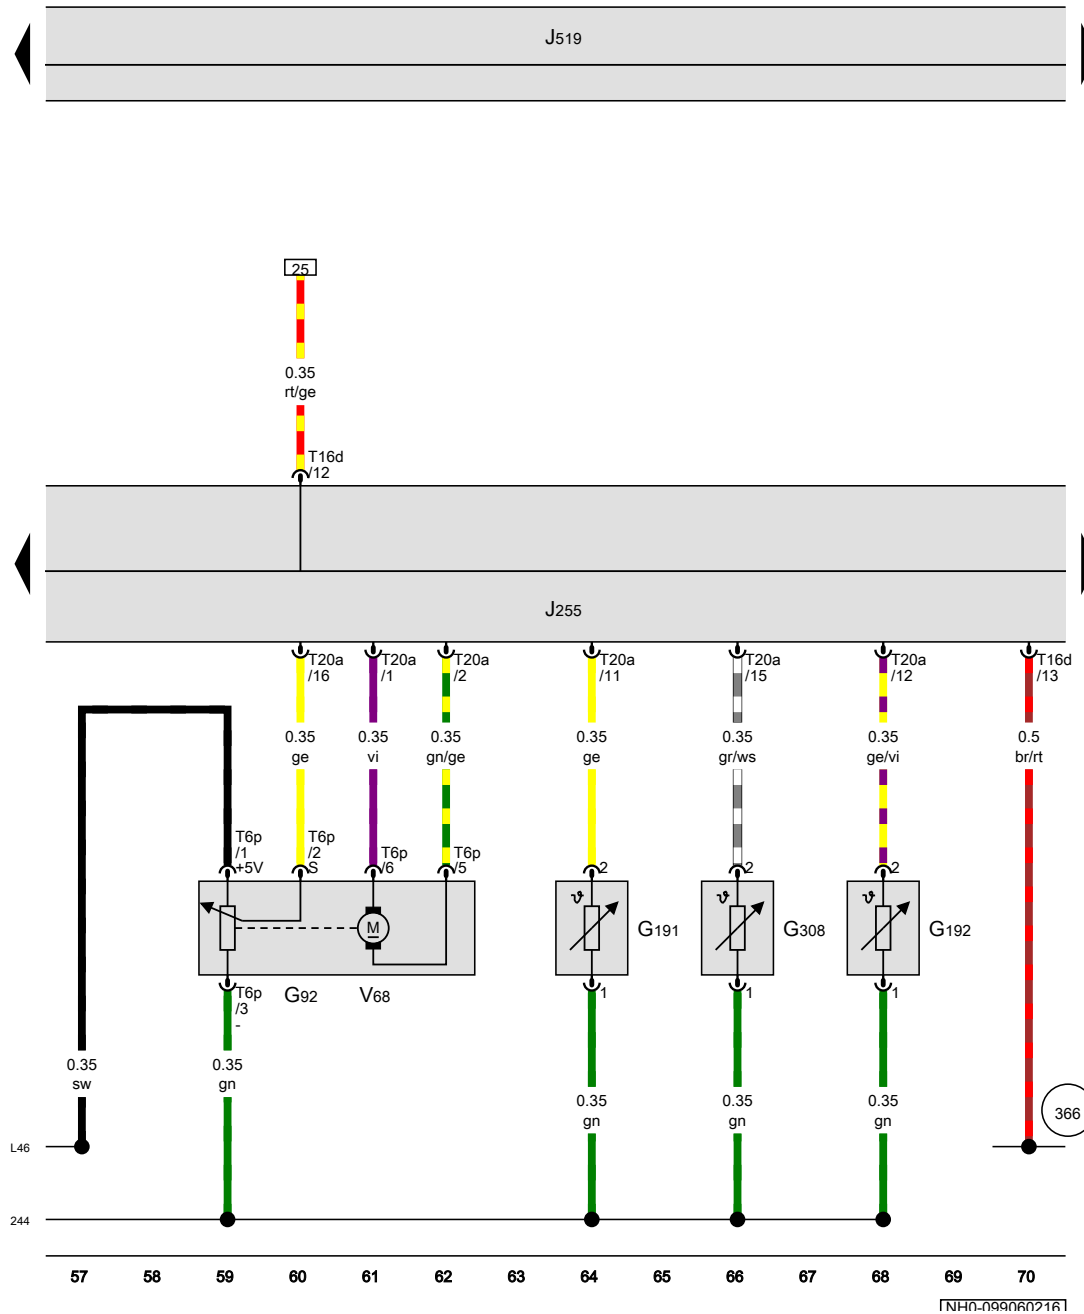 J519
25
0.35
rt/ge
T16d
/12
J255
T20a
/16
T20a
/1
T20a
/2
T20a
/11
T20a
/15
T20a
/12
T16d
/13
0.35
ge
0.35
vi
0.35
gn/ge
0.35
ge
0.35
gr/ws
0.35
ge/vi
0.5
br/rt
T6p
/1
+5V
T6p
/2
S
T6p
/6
T6p
/5
2
2
2
ϑ
ϑ
ϑ
M
G191
G308
G192
T6p
/3
-
G92
V68
1
1
1
0.35
sw
0.35
gn
0.35
gn
0.35
gn
0.35
gn
366
L46
244
57 58 59 60 61 62 63 64 65 66 67 68 69 70
NH0-099060216